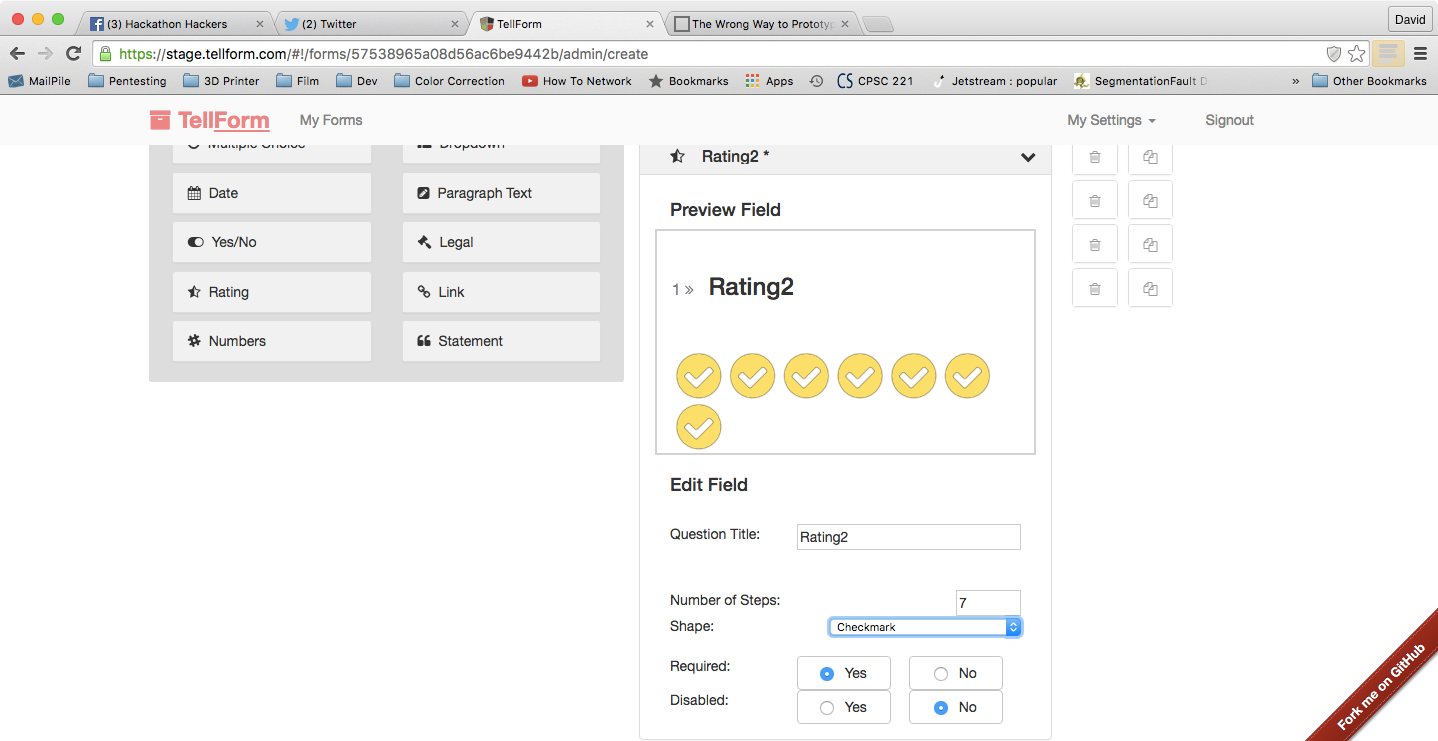 (3) Hackathon Hackers
(2) Twitter
TellForm
The Wrong Way to Prototyp
David
https://stage.tellform.com/#!/forms/57538965a08d56ac6be9442b/admin/create
MailPile
Pentesting
3D Printer
Film
Dev
Color Correction
How To Network
Bookmarks
Apps
CPSC 221
Jetstream : popular
SegmentationFault D
»
Other Bookmarks
TellForm
My Forms
My Settings
Signout
Multiple Choice
Dropdown
Date
Paragraph Text
Yes/No
Legal
Rating
Link
Numbers
Statement
Rating2 *
Preview Field
1 » Rating2
Edit Field
Question Title: Rating2
Number of Steps: 7
Shape: Checkmark
Required: Yes No
Disabled: Yes No
Fork me on GitHub